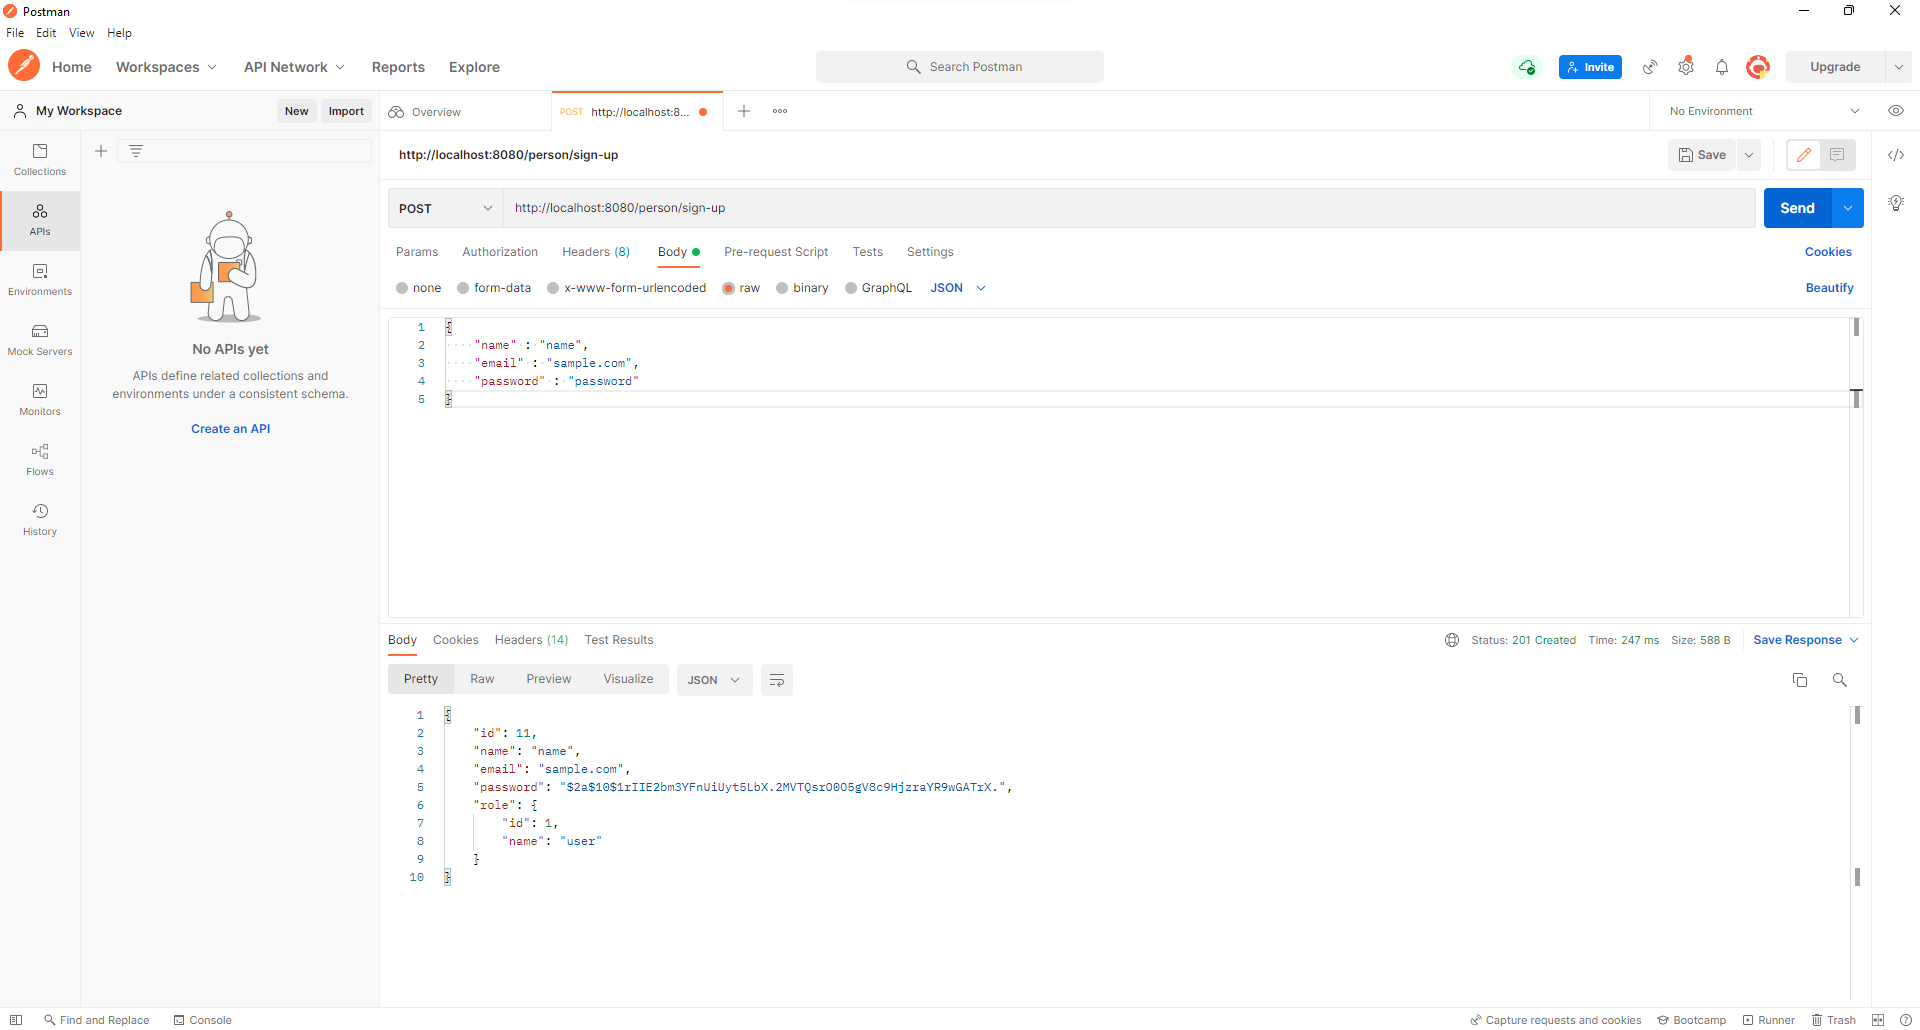 Postman
File Edit View Help
Home Workspaces API Network Reports Explore Search Postman Invite Upgrade
My Workspace New Import Overview POST http://localhost:8... No Environment
Collections
APIs
Environments
Mock Servers
Monitors
Flows
History
No APIs yet
APIs define related collections and
environments under a consistent schema.
Create an API
http://localhost:8080/person/sign-up Save
POST http://localhost:8080/person/sign-up Send
Params Authorization Headers (8) Body Pre-request Script Tests Settings Cookies
none form-data x-www-form-urlencoded raw binary GraphQL JSON Beautify
1 {
2 "name" : "name",
3 "email" : "sample.com",
4 "password" : "password"
5 }
Body Cookies Headers (14) Test Results Status: 201 Created Time: 247 ms Size: 588 B Save Response
Pretty Raw Preview Visualize JSON
1 {
2 "id": 11,
3 "name": "name",
4 "email": "sample.com",
5 "password": "$2a$10$1rIIE2bm3YFnUiUyt5LbX.2MVTQsrO0O5gV8c9HjzraYR9wGATrX.",
6 "role": {
7 "id": 1,
8 "name": "user"
9 }
10 }
Find and Replace Console Capture requests and cookies Bootcamp Runner Trash